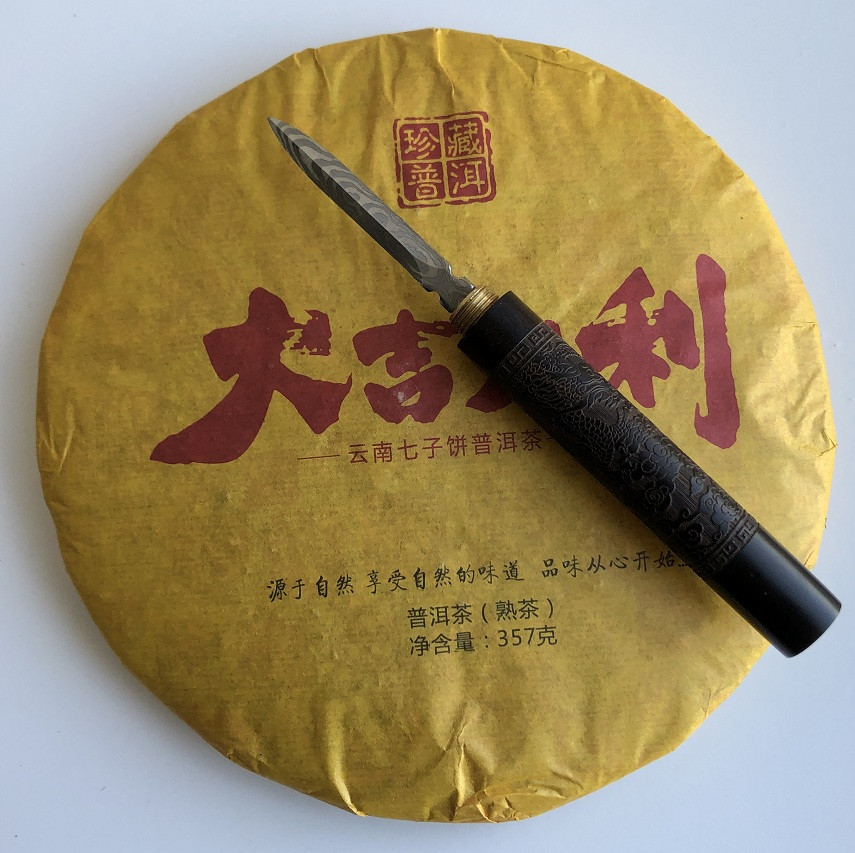 珍藏
普洱
大吉大利
——云南七子饼普洱茶—
源于自然 享受自然的味道 品味从心开始...
普洱茶（熟茶）
净含量：357克